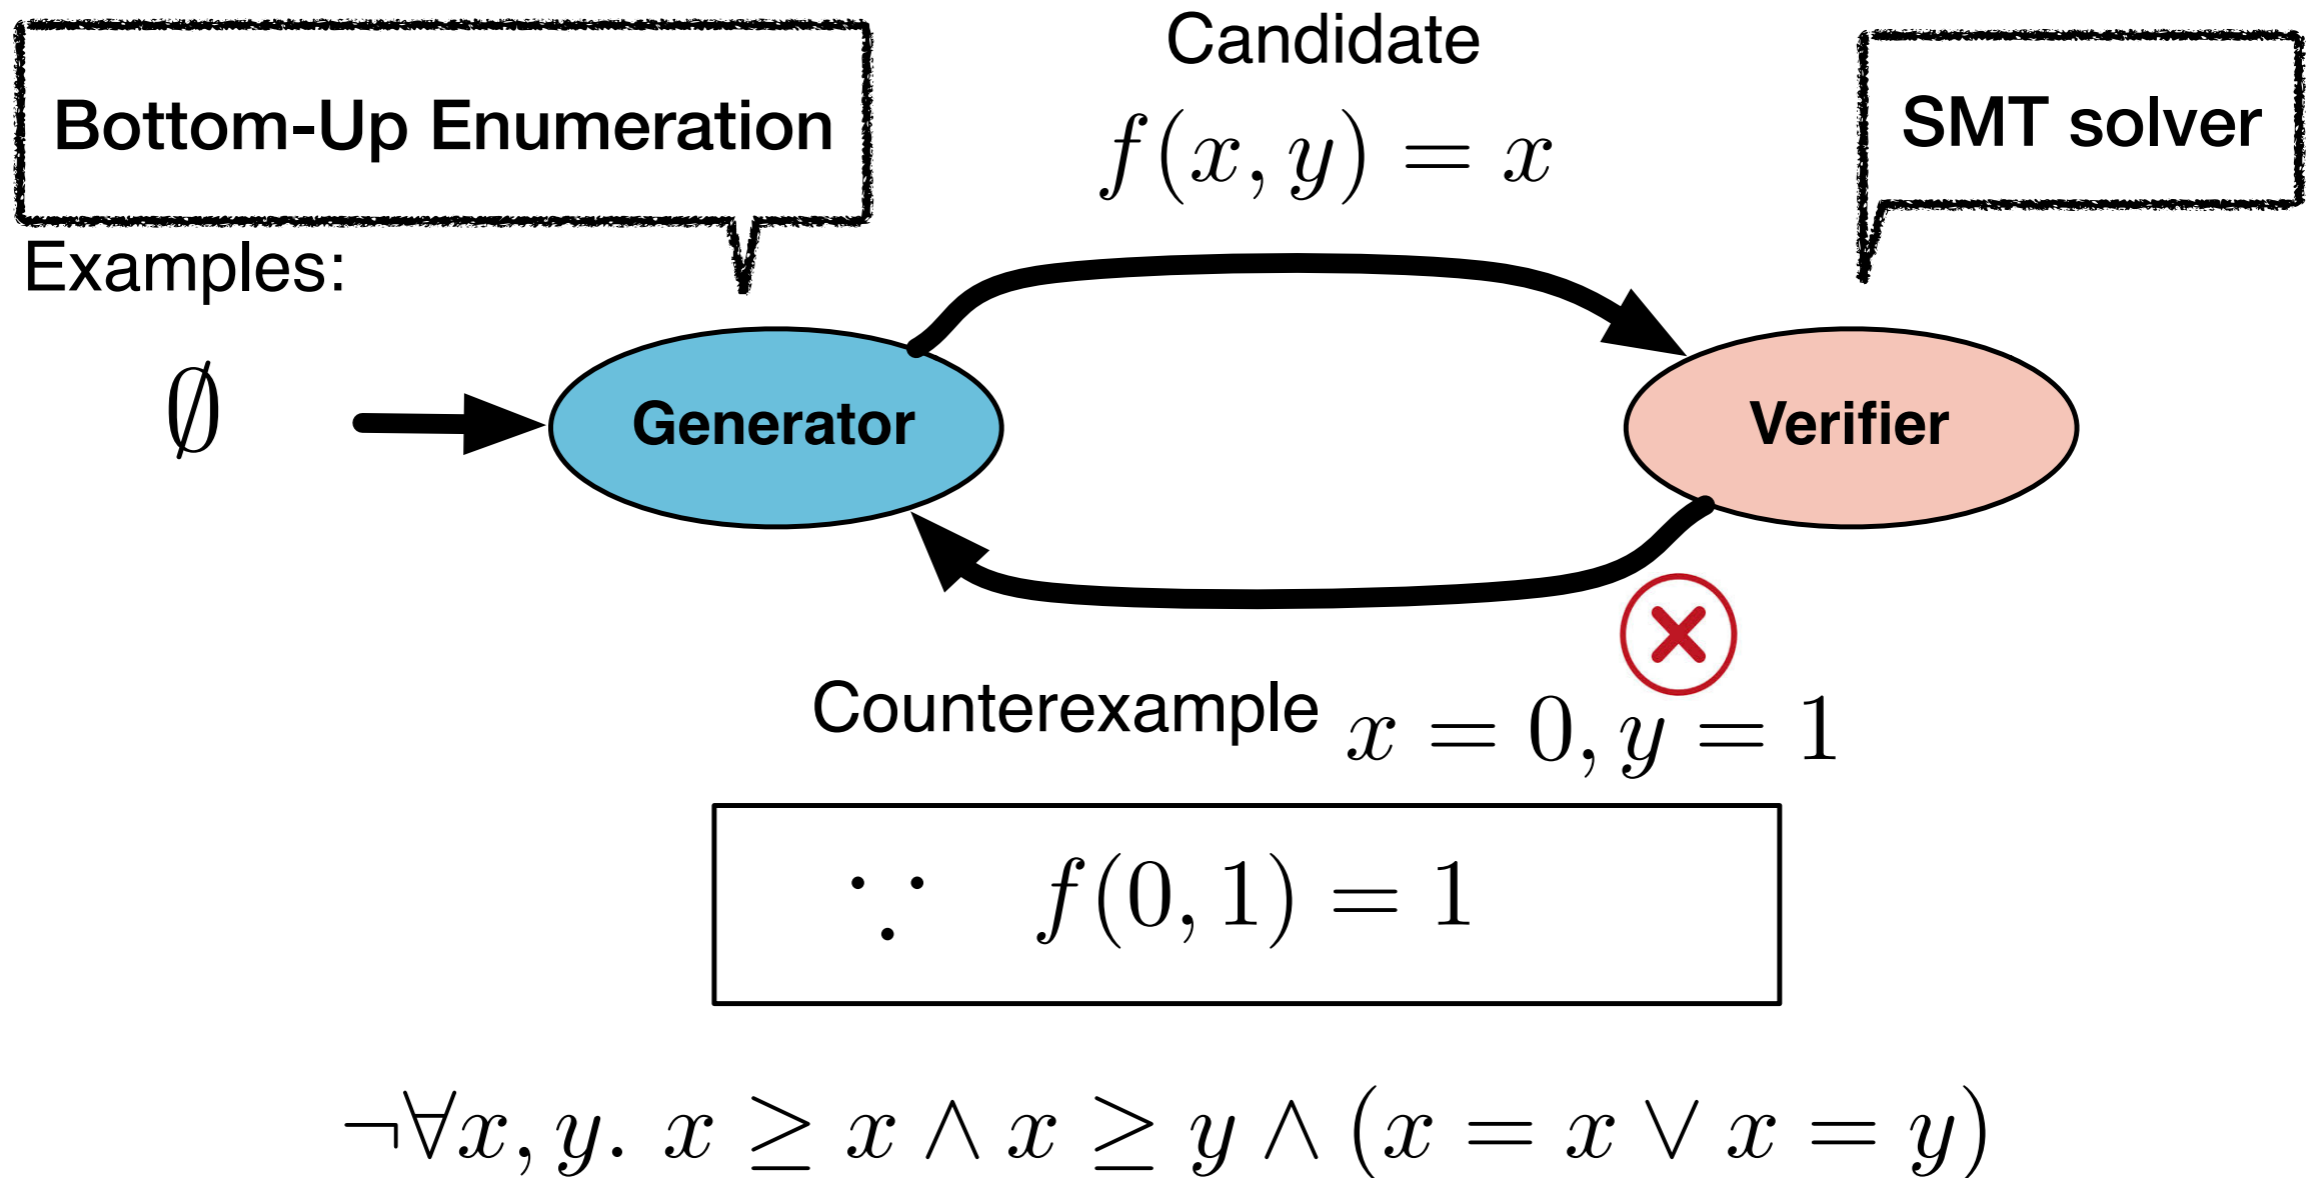 Candidate
Bottom-Up Enumeration
f(x, y) = x
SMT solver
Examples:
∅
Generator
Verifier
Counterexample x = 0, y = 1
∵ f(0, 1) = 1
¬∀x, y. x ≥ x ∧ x ≥ y ∧ (x = x ∨ x = y)